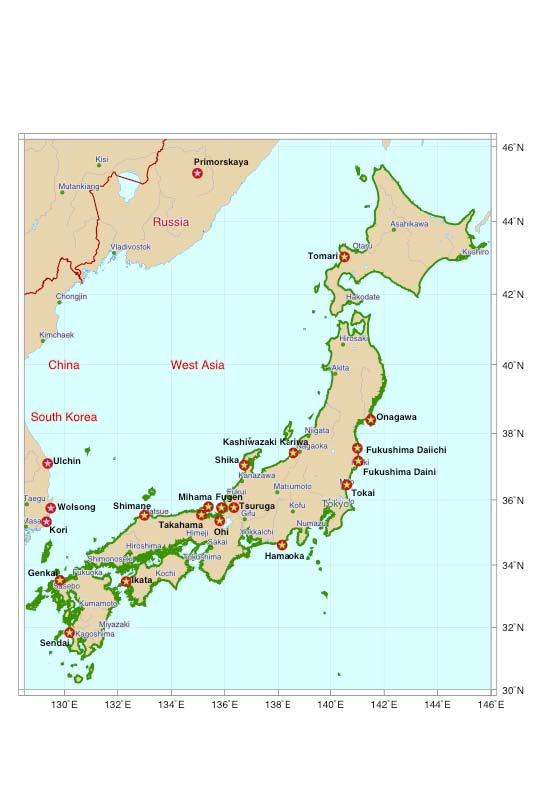 46°N
Kisi
Primorskaya
Mutankiang
44°N
Russia
Asahikawa
Vladivostok
Otaru
Kushiro
Tomari
42°N
Chongjin
Hakodate
Kimchaek
Hirosaki
China
West Asia
40°N
Akita
South Korea
Onagawa
38°N
Niigata
Kashiwazaki Kariwa
Nagaoka
Fukushima Daiichi
Ulchin
Shika
Fukushima Daini
Kanazawa
Matsumoto
Tokai
Taegu
Mihama
Fugen
Fukui
36°N
Wolsong
Shimane
Tsuruga
Kofu
Tokyo
Takahama
Gifu
Kori
Ohi
Numazu
Himeji
Yokkaichi
Hiroshima
Sakai
Hamaoka
Shimonoseki
Tokushima
34°N
Genkai
Fukuoka
Kochi
Sasebo
Ikata
Kumamoto
Miyazaki
32°N
Kagoshima
Sendai
30°N
130°E
132°E
134°E
136°E
138°E
140°E
142°E
144°E
146°E